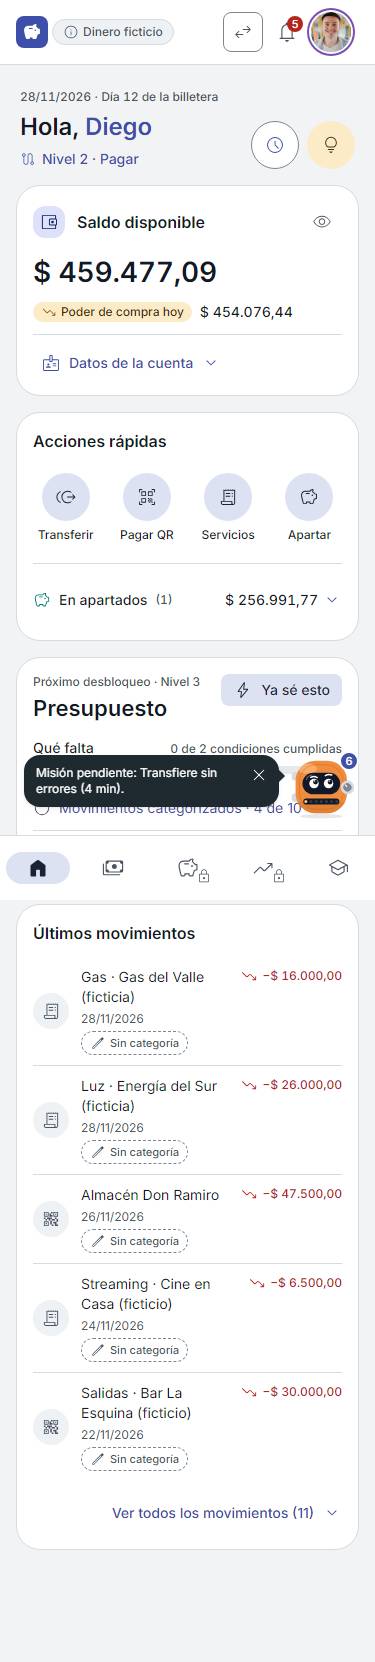 Dinero ficticio
5
28/11/2026 · Día 12 de la billetera
Hola, Diego
Nivel 2 · Pagar
Saldo disponible
$ 459.477,09
Poder de compra hoy $ 454.076,44
Datos de la cuenta
Acciones rápidas
Transferir Pagar QR Servicios Apartar
En apartados (1) $ 256.991,77
Próximo desbloqueo · Nivel 3
Ya sé esto
Presupuesto
Qué falta 0 de 2 condiciones cumplidas
6
Misión pendiente: Transfiere sin
errores (4 min).
Movimientos categorizados · 4 de 10
Últimos movimientos
Gas · Gas del Valle
(ficticia)
−$ 16.000,00
28/11/2026
Sin categoría
Luz · Energía del Sur
(ficticia)
−$ 26.000,00
28/11/2026
Sin categoría
Almacén Don Ramiro
−$ 47.500,00
26/11/2026
Sin categoría
Streaming · Cine en
Casa (ficticio)
−$ 6.500,00
24/11/2026
Sin categoría
Salidas · Bar La
Esquina (ficticio)
−$ 30.000,00
22/11/2026
Sin categoría
Ver todos los movimientos (11)